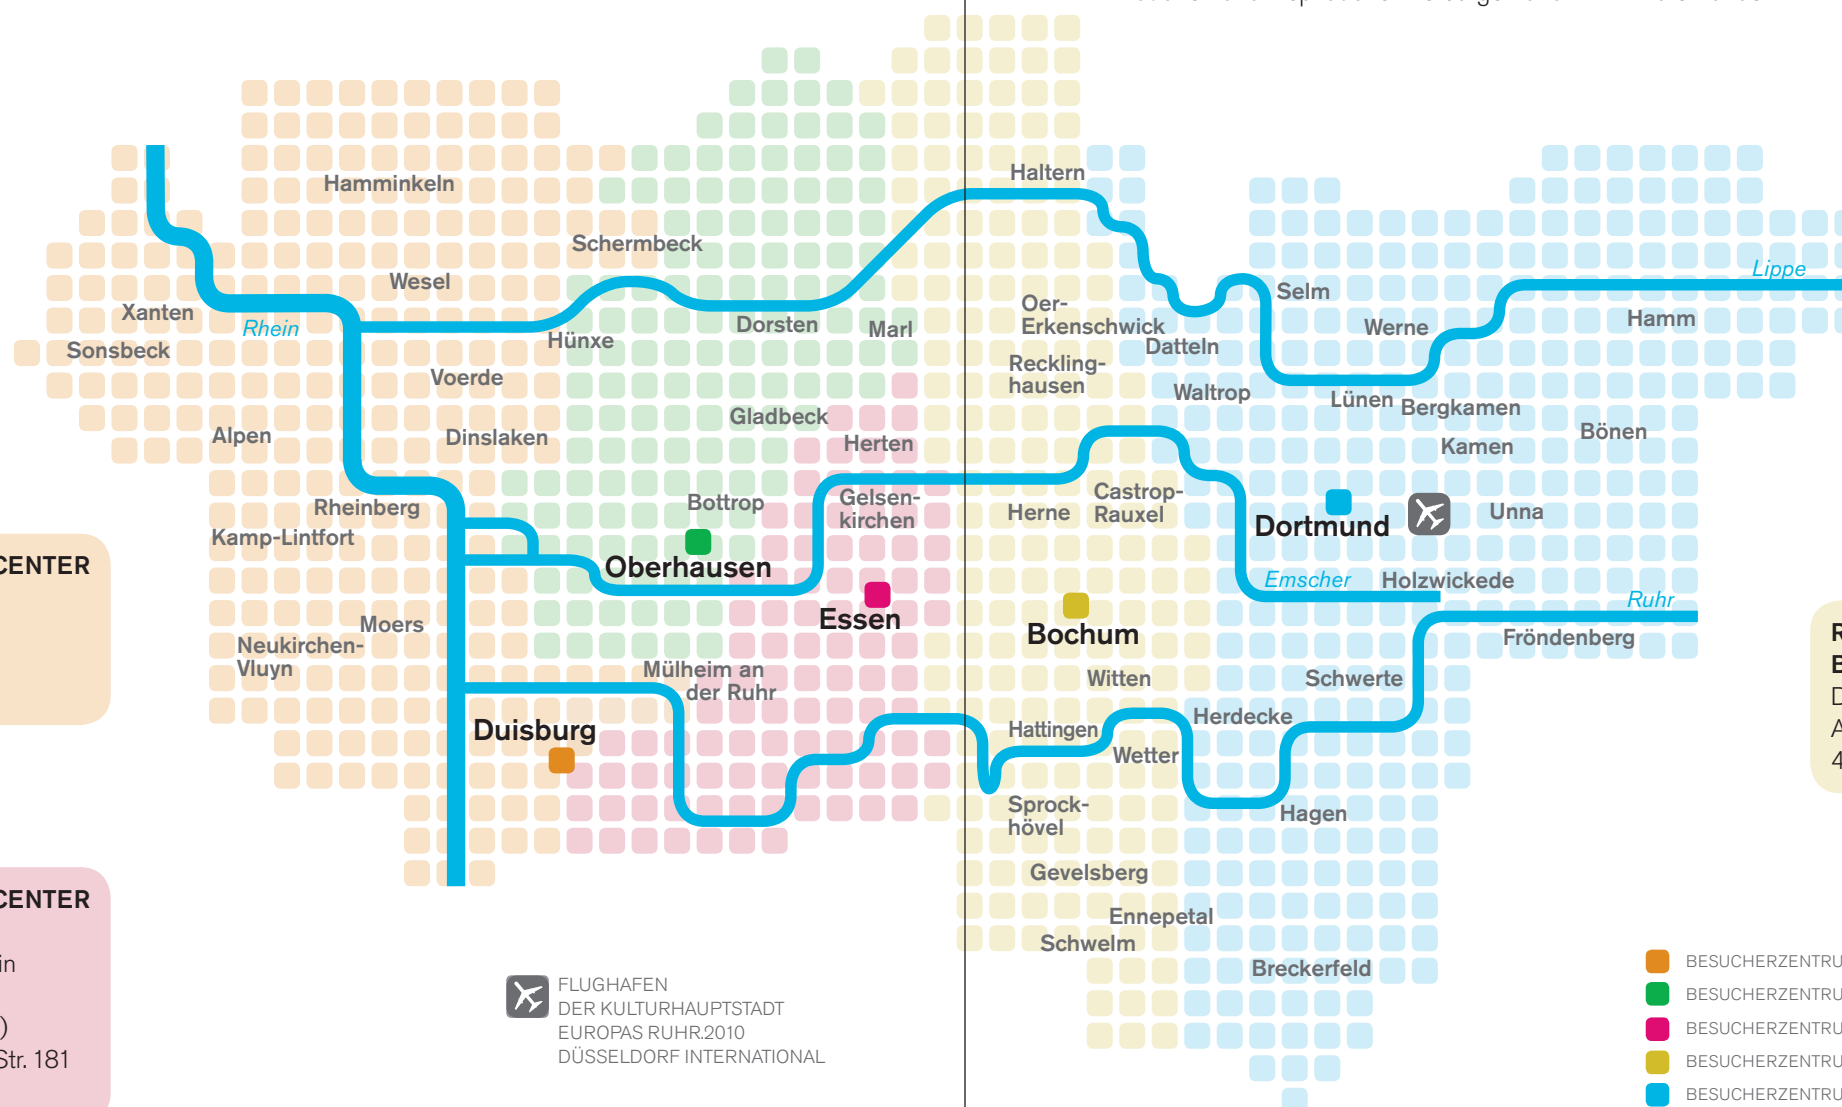 Hamminkeln
Haltern
Schermbeck
Wesel
Selm
Lippe
Xanten
Rhein
Oer-
Erkenschwick
Dorsten
Marl
Werne
Hamm
Hünxe
Datteln
Sonsbeck
Reckling-
hausen
Voerde
Waltrop
Lünen
Bergkamen
Gladbeck
Alpen
Dinslaken
Herten
Kamen
Bönen
Rheinberg
Bottrop
Gelsen-
kirchen
Castrop-
Rauxel
Herne
Dortmund
Unna
Kamp-Lintfort
CENTER
Oberhausen
Emscher
Holzwickede
Ruhr
Essen
Bochum
Moers
Fröndenberg
Neukirchen-
Vluyn
Mülheim an
der Ruhr
Witten
Schwerte
Duisburg
Hattingen
Herdecke
Wetter
Sprock-
hövel
Hagen
Gevelsberg
CENTER
Ennepetal
Schwelm
in
Breckerfeld
)
Str. 181
FLUGHAFEN
DER KULTURHAUPTSTADT
EUROPAS RUHR.2010
DÜSSELDORF INTERNATIONAL
R
E
D
A
4
BESUCHERZENTRU
BESUCHERZENTRU
BESUCHERZENTRU
BESUCHERZENTRU
BESUCHERZENTRU